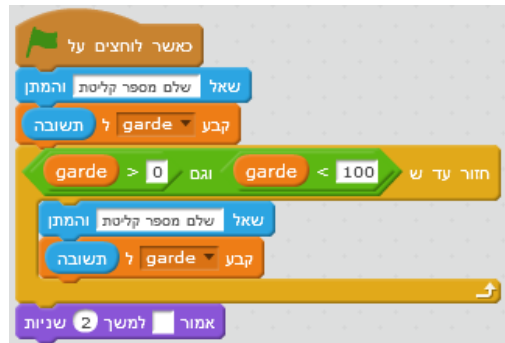 כאשר לוחצים על
שאל שלם מספר קליטת והמתן
קבע garde ל תשובה
חזור עד ש garde < 100 וגם garde > 0
שאל שלם מספר קליטת והמתן
קבע garde ל תשובה
אמור למשך 2 שניות